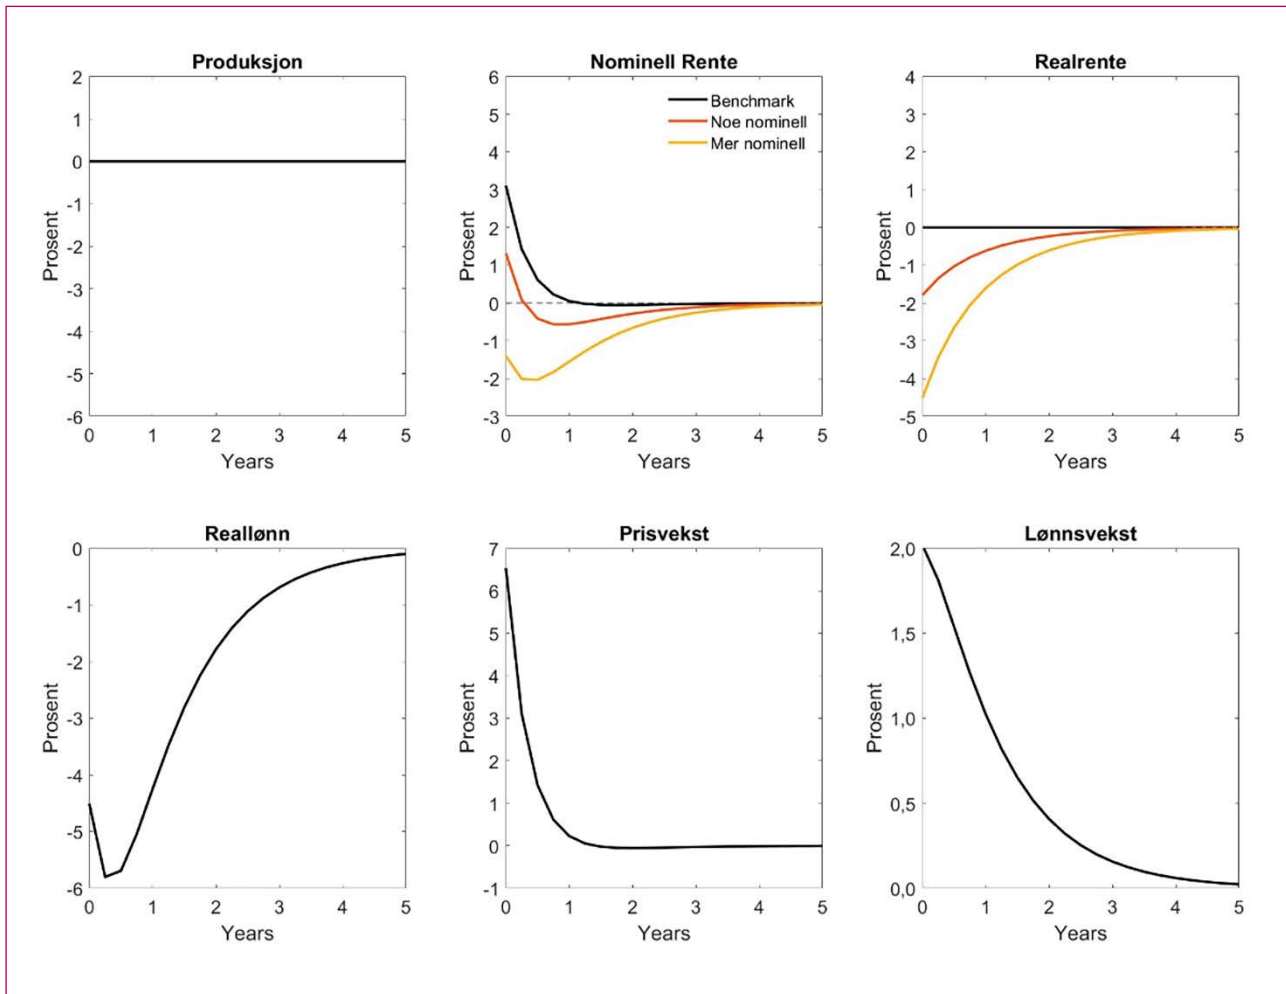 Produksjon
2
1
0
-1
-2
-3
-4
-5
-6
Prosent
0 1 2 3 4 5
Years
Nominell Rente
6
5
4
3
2
1
0
-1
-2
-3
Prosent
Benchmark
Noe nominell
Mer nominell
0 1 2 3 4 5
Years
Realrente
4
3
2
1
0
-1
-2
-3
-4
-5
Prosent
0 1 2 3 4 5
Years
Reallønn
0
-1
-2
-3
-4
-5
-6
Prosent
0 1 2 3 4 5
Years
Prisvekst
7
6
5
4
3
2
1
0
-1
Prosent
0 1 2 3 4 5
Years
Lønnsvekst
2,0
1,5
1,0
0,5
0,0
Prosent
0 1 2 3 4 5
Years